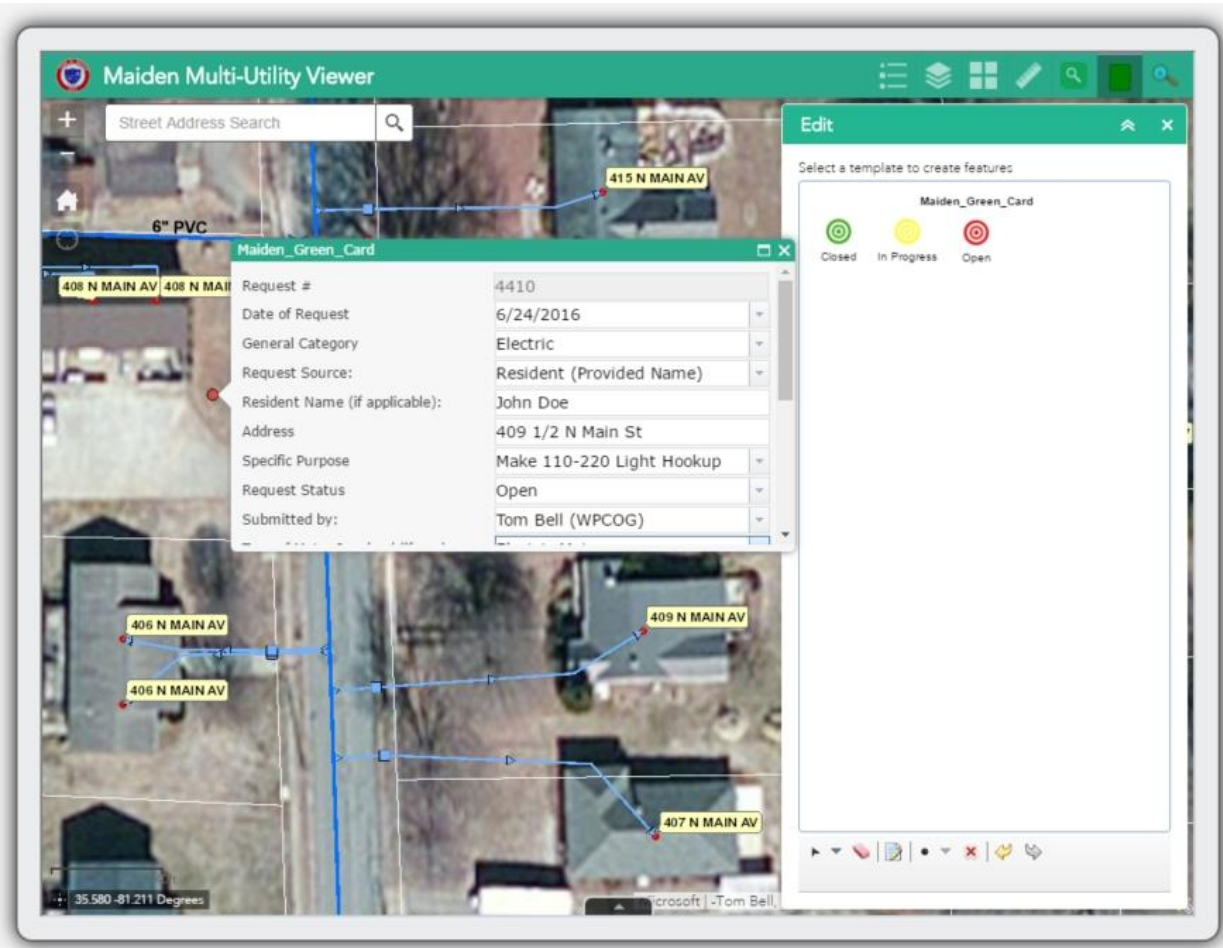 Maiden Multi-Utility Viewer
Street Address Search
415 N MAIN AV
6" PVC
408 N MAIN AV
408 N MAI
Maiden_Green_Card
Request #
4410
Date of Request
6/24/2016
General Category
Electric
Request Source:
Resident (Provided Name)
Resident Name (if applicable):
John Doe
Address
409 1/2 N Main St
Specific Purpose
Make 110-220 Light Hookup
Request Status
Open
Submitted by:
Tom Bell (WPCOG)
406 N MAIN AV
409 N MAIN AV
406 N MAIN AV
407 N MAIN AV
35.580 -81.211 Degrees
icrosoft | -Tom Bell,
Edit
Select a template to create features
Maiden_Green_Card
Closed
In Progress
Open